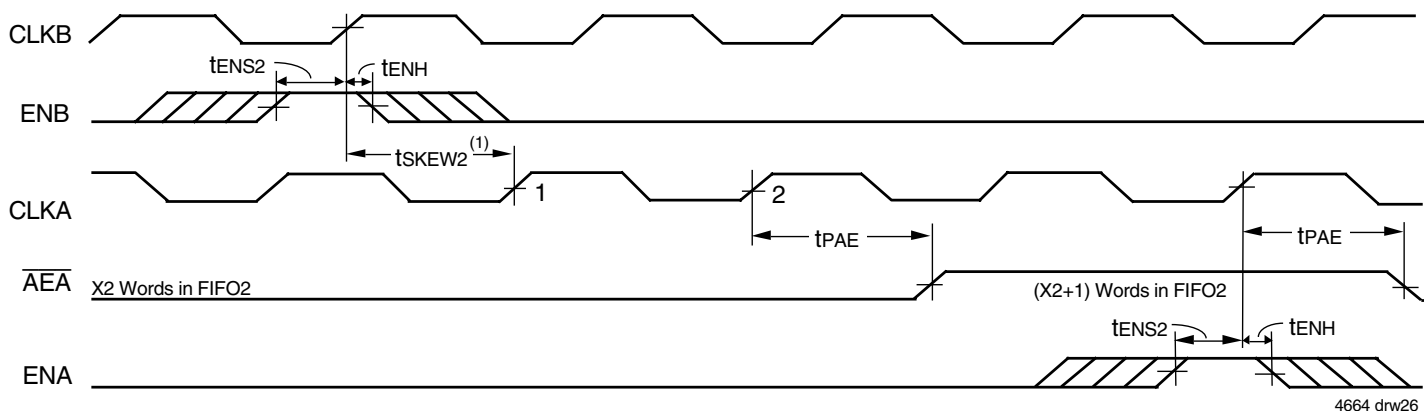 CLKB
tENS2
tENH
ENB
tSKEW2 (1)
CLKA
1
2
tPAE
tPAE
AEA
X2 Words in FIFO2
(X2+1) Words in FIFO2
tENS2
tENH
ENA
4664 drw26